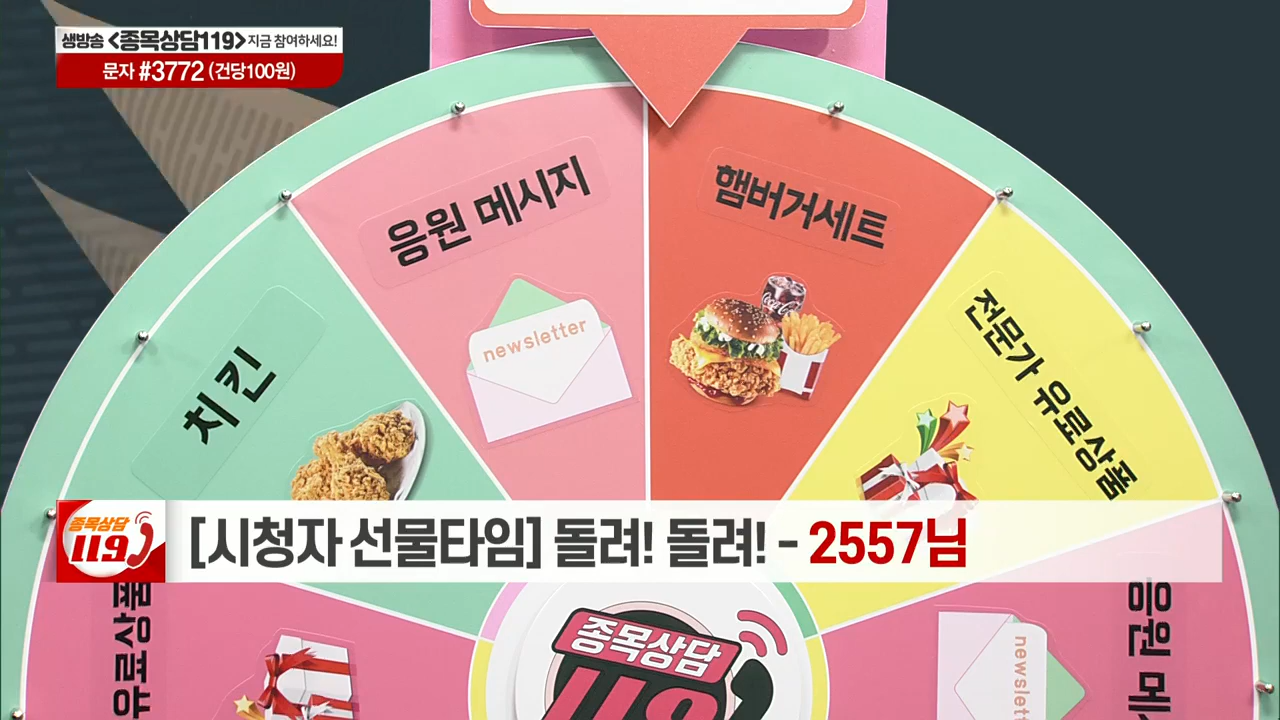 생방송 <종목상담119> 지금 참여하세요!
문자 #3772 (건당100원)
응원 메시지
햄버거세트
newsletter
Coca-Cola
전문가 유료상품
치킨
종목상담
119
[시청자 선물타임] 돌려! 돌려! - 2557님
유료상품
종목상담
119
newslett
응원 메